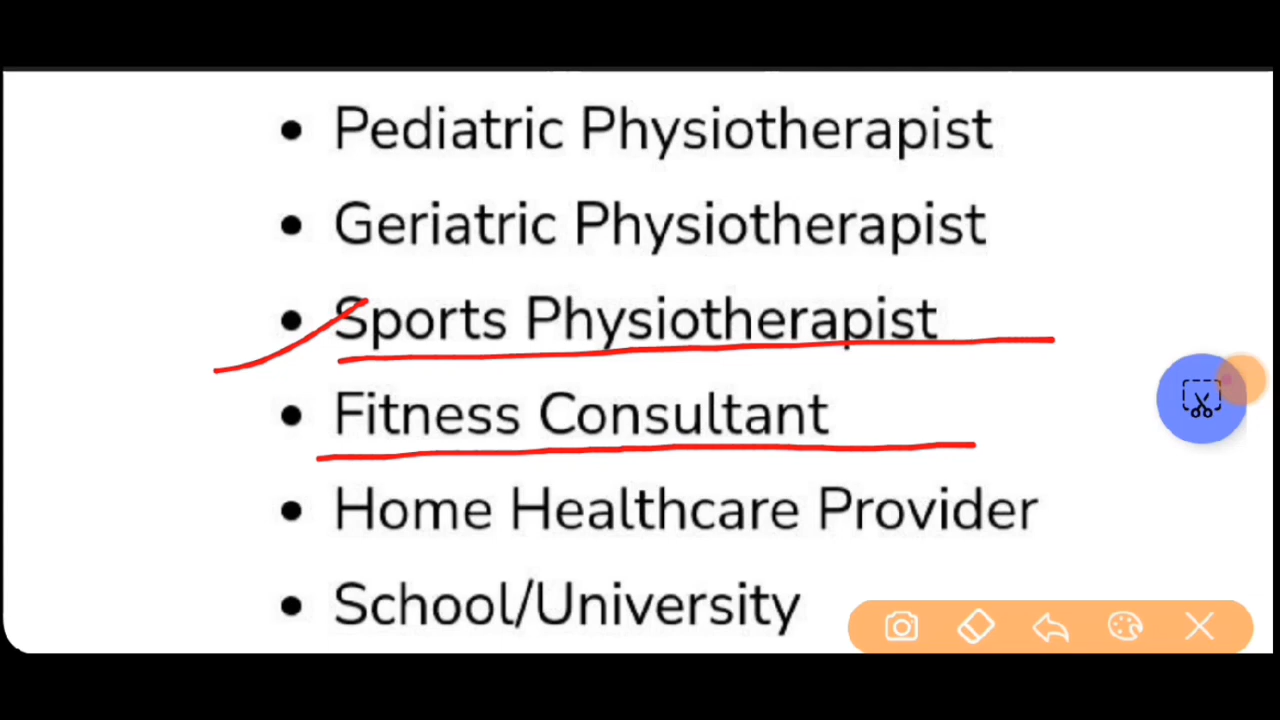 • Pediatric Physiotherapist
• Geriatric Physiotherapist
• Sports Physiotherapist
• Fitness Consultant
• Home Healthcare Provider
• School/University